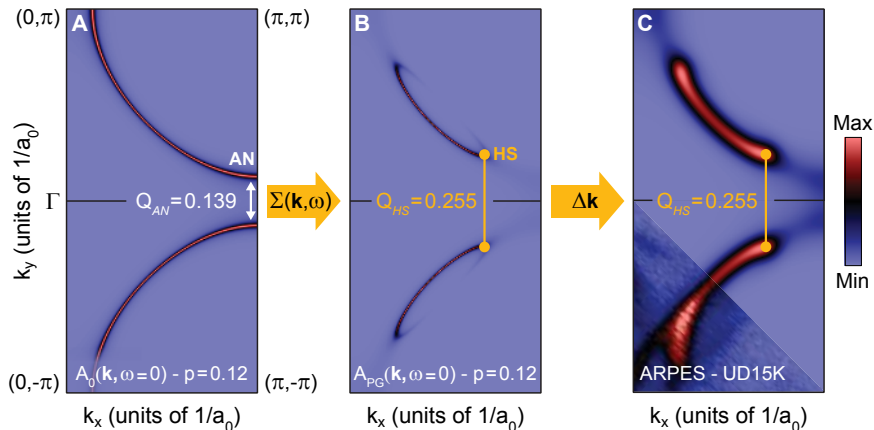 (0,π)
A
(π,π)
B
C
k_y (units of 1/a_0)
Γ
(0,-π)
(π,-π)
AN
Q_AN = 0.139
A_0(k,ω=0) - p=0.12
k_x (units of 1/a_0)
Σ(k,ω)
HS
Q_HS = 0.255
A_PG(k,ω=0) - p=0.12
k_x (units of 1/a_0)
Δk
Q_HS = 0.255
ARPES - UD15K
k_x (units of 1/a_0)
Max
Min